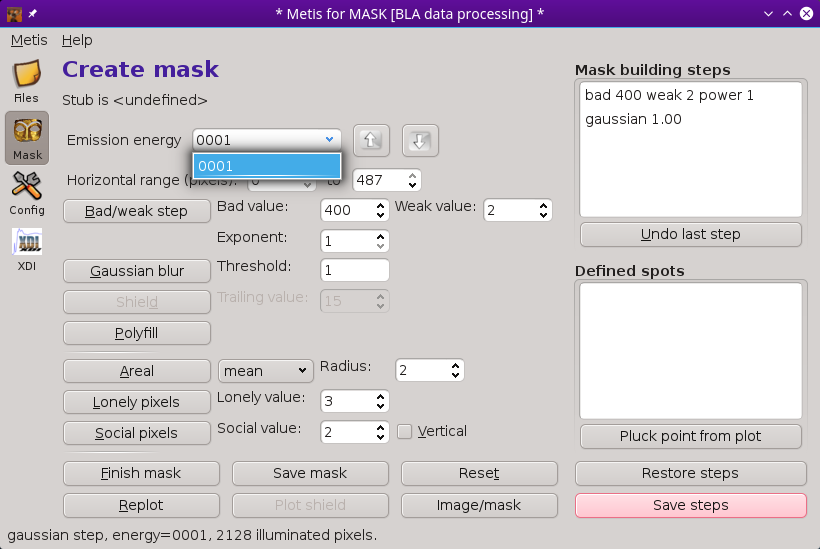 * Metis for MASK [BLA data processing] *
Metis Help
Files
Mask
Config
XDI
Create mask
Stub is <undefined>
Emission energy 0001
0001
Horizontal range (pixels): 0 to 487
Bad/weak step Bad value: 400 Weak value: 2
Exponent: 1
Gaussian blur Threshold: 1
Shield Trailing value: 15
Polyfill
Areal mean Radius: 2
Lonely pixels Lonely value: 3
Social pixels Social value: 2 Vertical
Finish mask Save mask Reset
Replot Plot shield Image/mask
Mask building steps
bad 400 weak 2 power 1
gaussian 1.00
Undo last step
Defined spots
Pluck point from plot
Restore steps
Save steps
gaussian step, energy=0001, 2128 illuminated pixels.